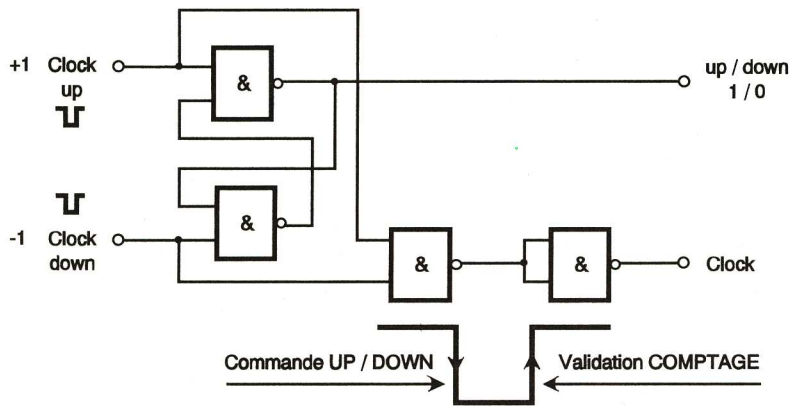 +1 Clock
up
up / down
1 / 0
&
&
-1 Clock
down
&
&
Clock
Commande UP / DOWN
Validation COMPTAGE